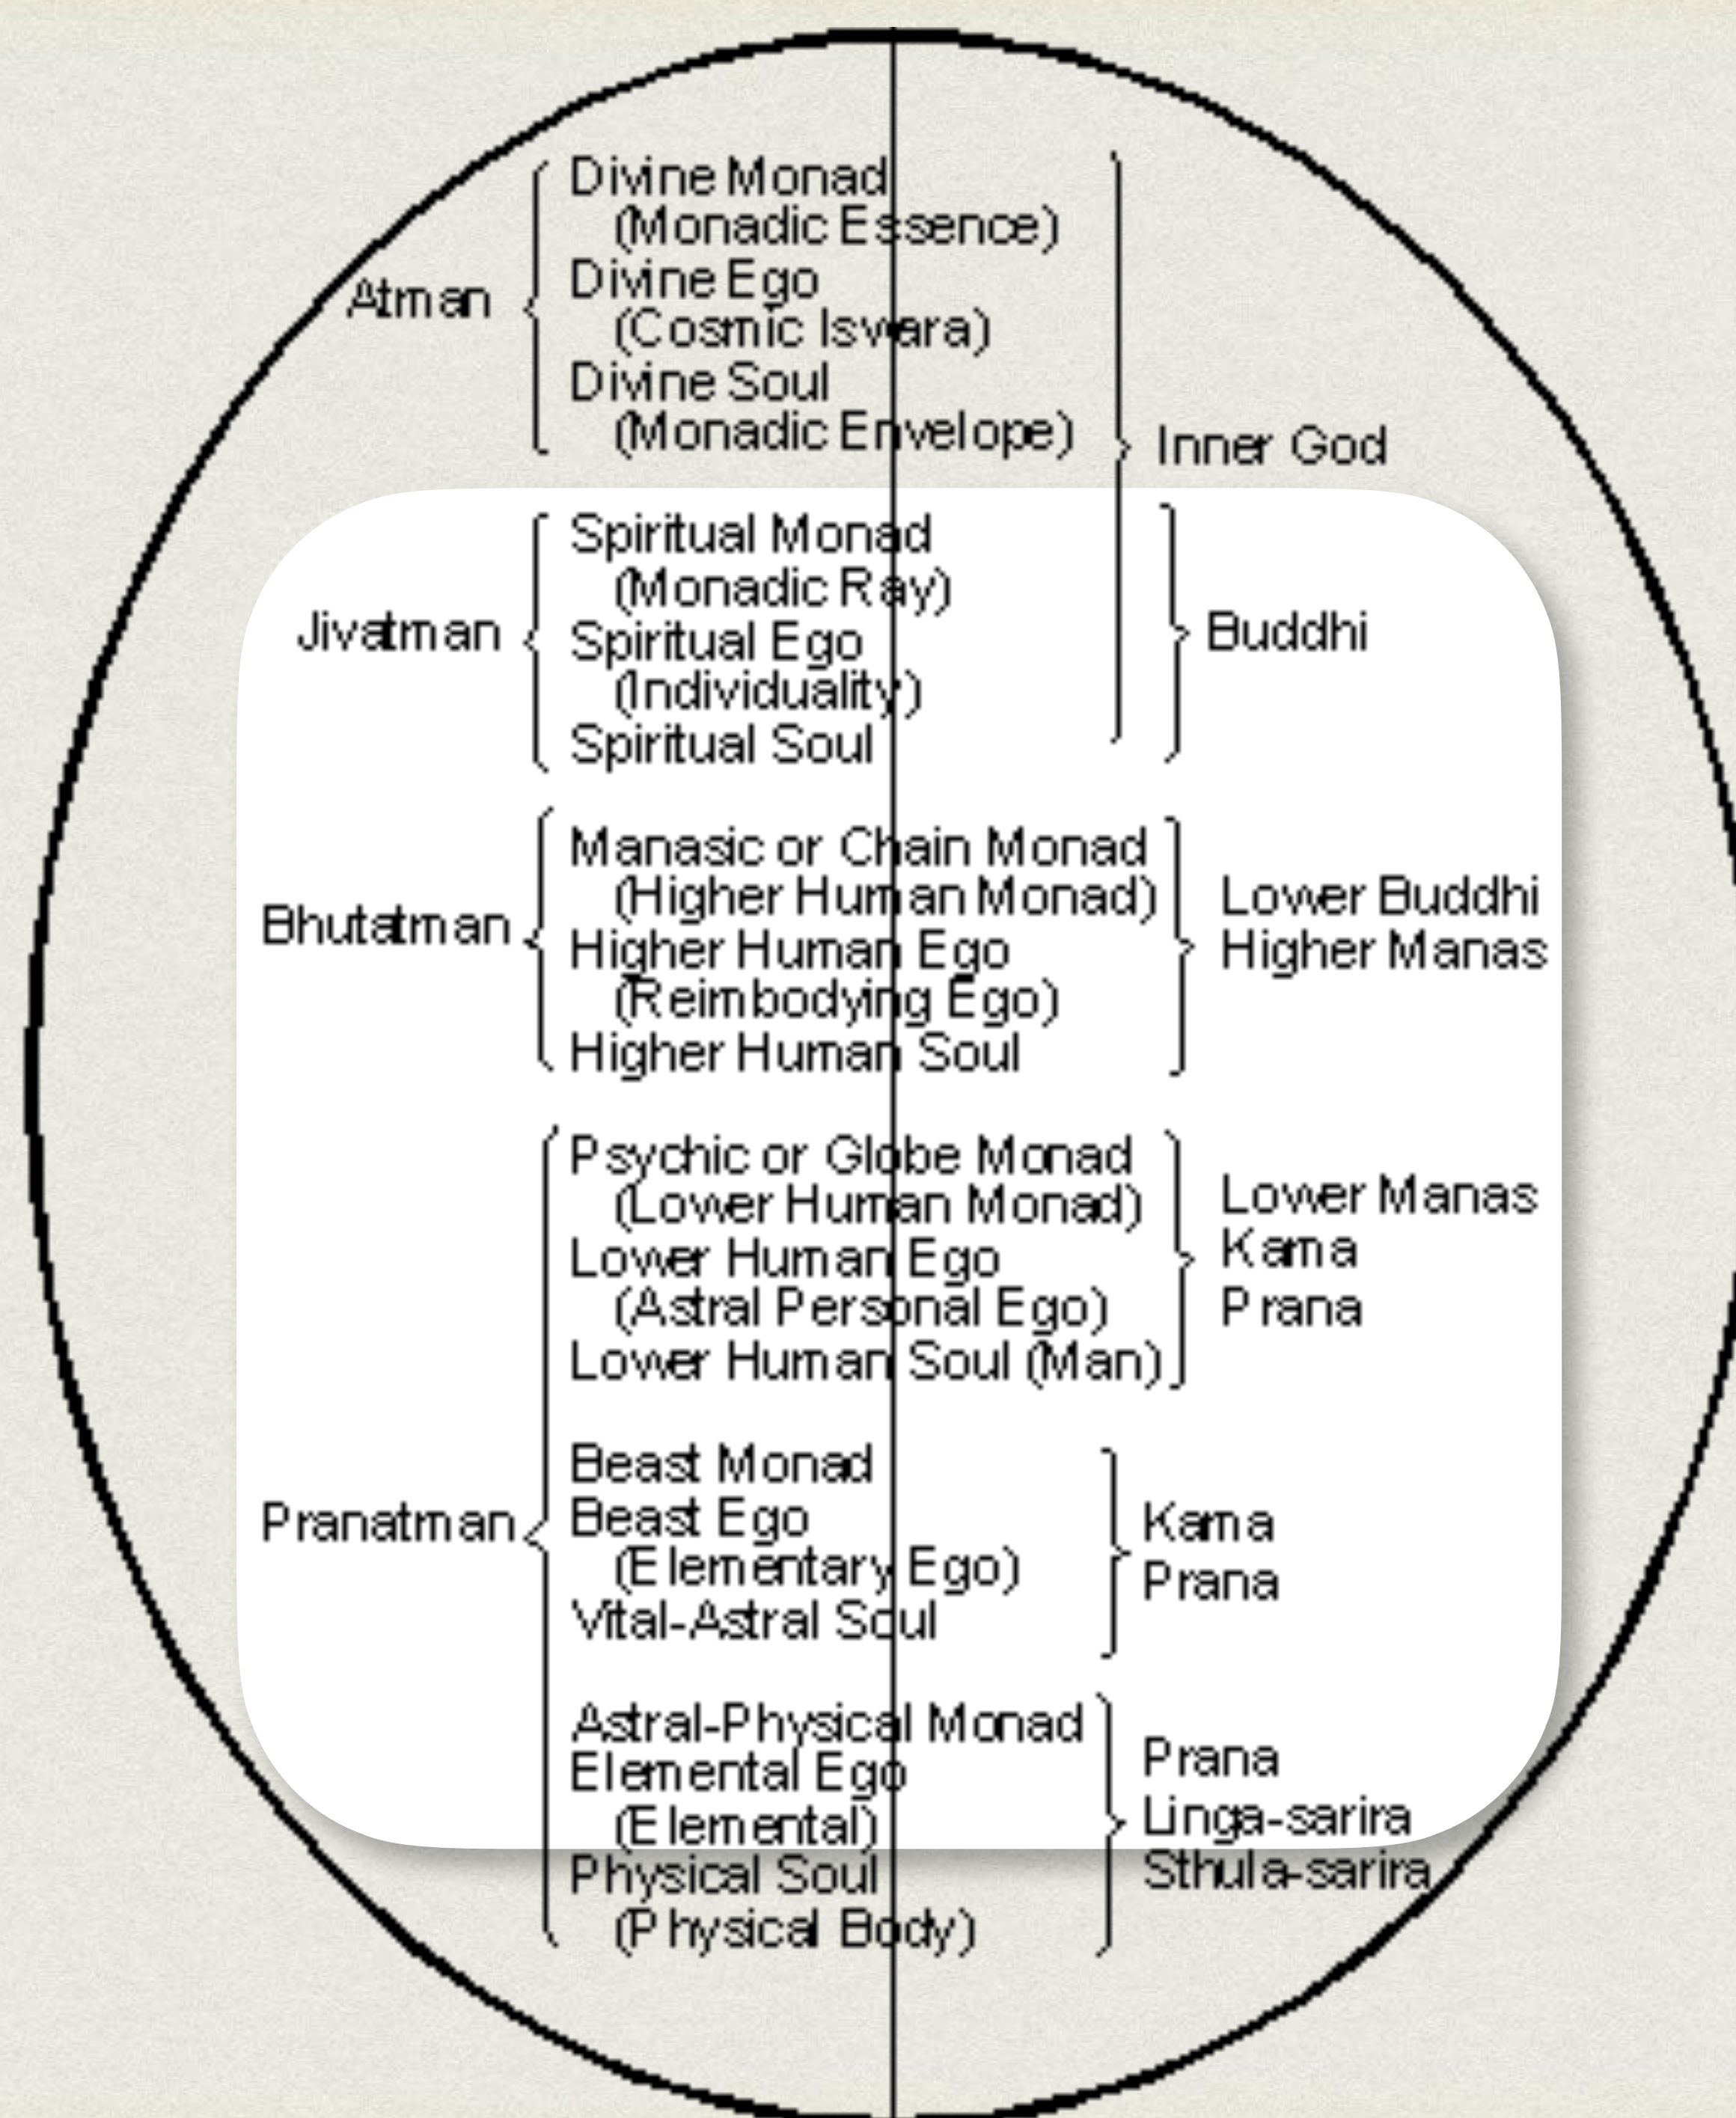 Divine Monad
(Monadic Essence)
Divine Ego
Atman
(Cosmic Iswara)
Divine Soul
(Monadic Envelope)
Inner God
Spiritual Monad
(Monadic Ray)
Jivatman
Spiritual Ego
Buddhi
(Individuality)
Spiritual Soul
Manasic or Chain Monad
(Higher Human Monad)
Lower Buddhi
Bhutatman
Higher Human Ego
Higher Manas
(Reimbodying Ego)
Higher Human Soul
Psychic or Globe Monad
(Lower Human Monad)
Lower Manas
Lower Human Ego
Kama
(Astral Personal Ego)
Prana
Lower Human Soul (Man)
Beast Monad
Pranatman
Beast Ego
Kama
(Elementary Ego)
Prana
Vital-Astral Soul
Astral-Physical Monad
Prana
Elemental Ego
(Elemental)
Linga-sarira
Physical Soul
Sthula-sarira
(Physical Body)